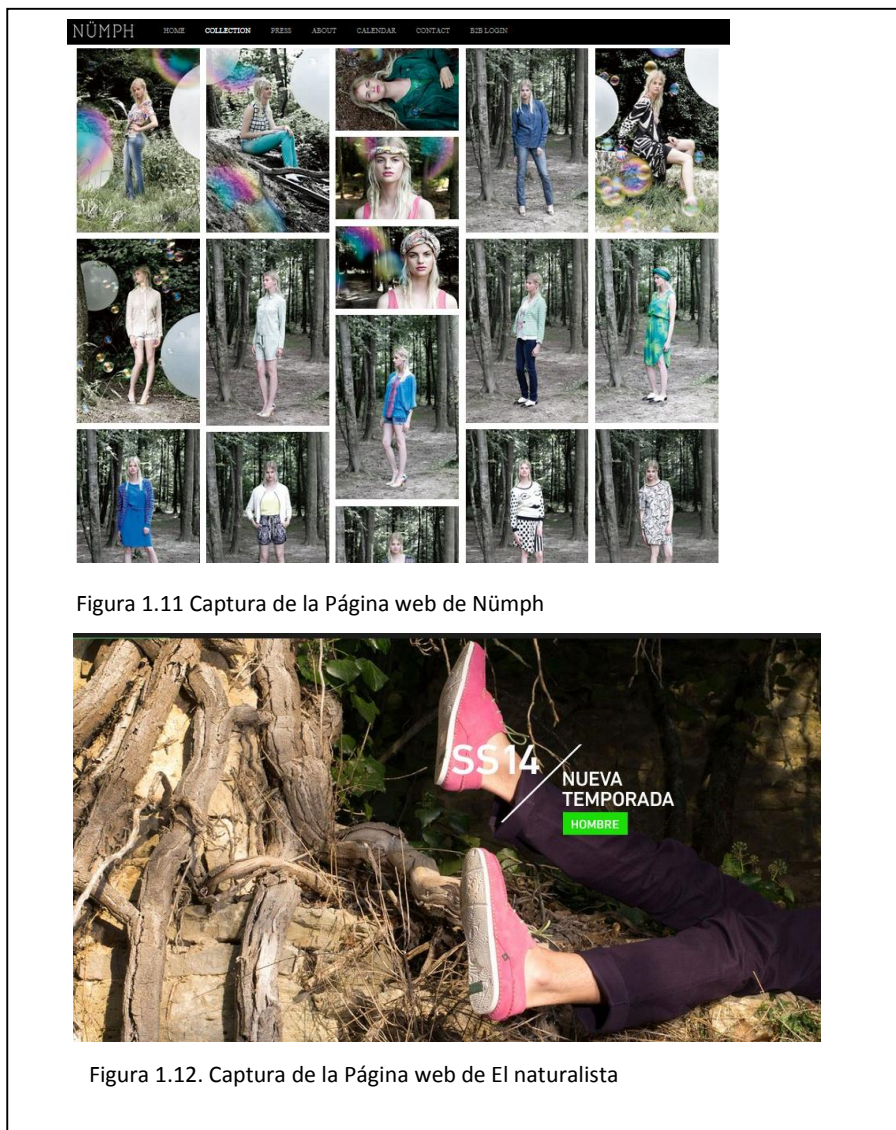 NÜMPH HOME COLLECTION PRESS ABOUT CALENDAR CONTACT B2B LOGIN
Figura 1.11 Captura de la Página web de Nümph
SS14
NUEVA
TEMPORADA
HOMBRE
Figura 1.12. Captura de la Página web de El naturalista